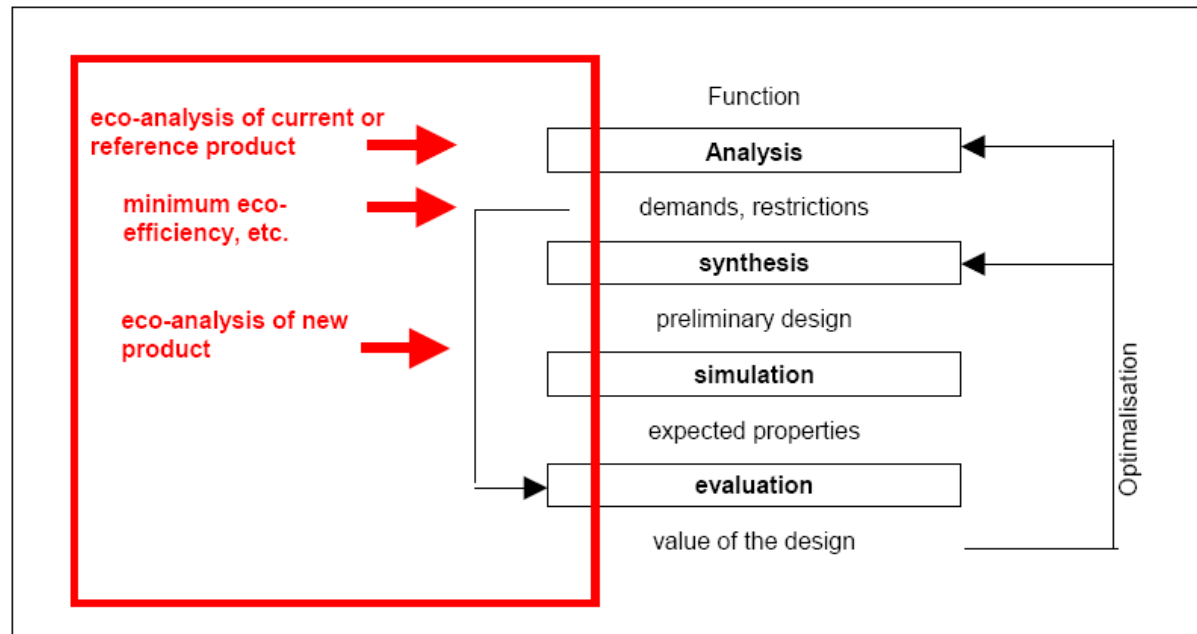 Function
eco-analysis of current or
reference product
Analysis
minimum eco-
efficiency, etc.
demands, restrictions
synthesis
eco-analysis of new
product
preliminary design
simulation
expected properties
evaluation
value of the design
Optimalisation